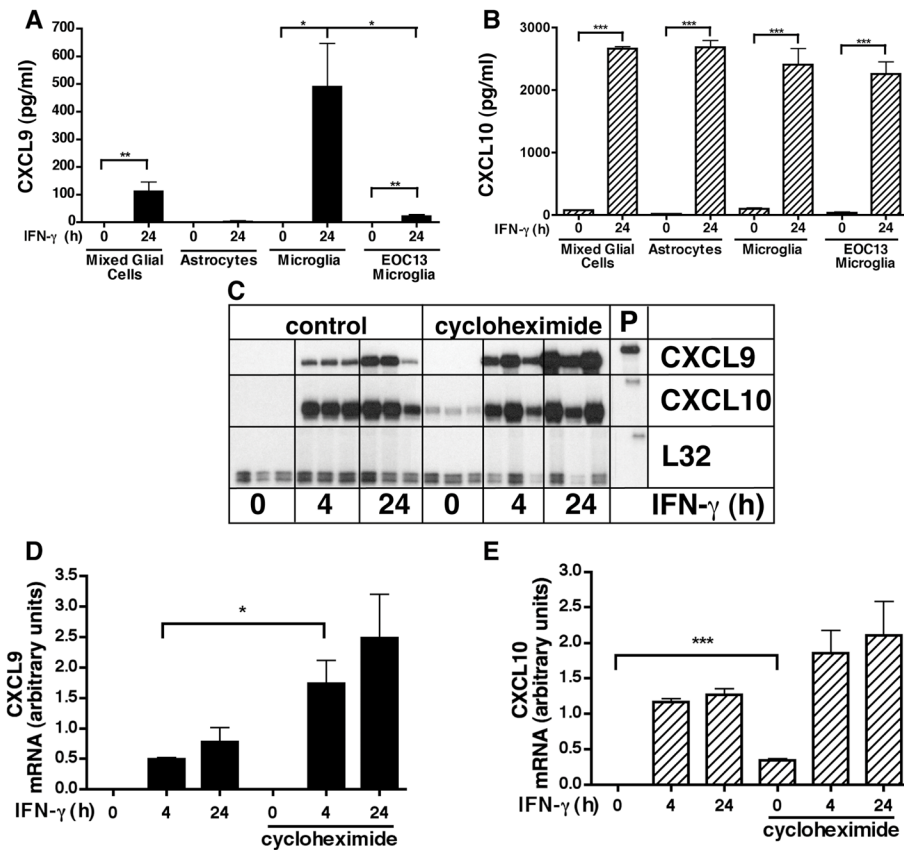 A
CXCL9 (pg/ml)
700
600
500
400
300
200
100
0
* *
**
**
IFN-γ (h) 0 24 0 24 0 24 0 24
Mixed Glial Cells
Astrocytes
Microglia
EOC13 Microglia
B
CXCL10 (pg/ml)
3000
2000
1000
0
*** *** *** ***
IFN-γ (h) 0 24 0 24 0 24 0 24
Mixed Glial Cells
Astrocytes
Microglia
EOC13 Microglia
C
control cycloheximide P
CXCL9
CXCL10
L32
0 4 24 0 4 24 IFN-γ (h)
D
CXCL9
mRNA (arbitrary units)
3.5
3.0
2.5
2.0
1.5
1.0
0.5
0.0
*
IFN-γ (h) 0 4 24 0 4 24
cycloheximide
E
CXCL10
mRNA (arbitrary units)
3.0
2.5
2.0
1.5
1.0
0.5
0.0
***
IFN-γ (h) 0 4 24 0 4 24
cycloheximide